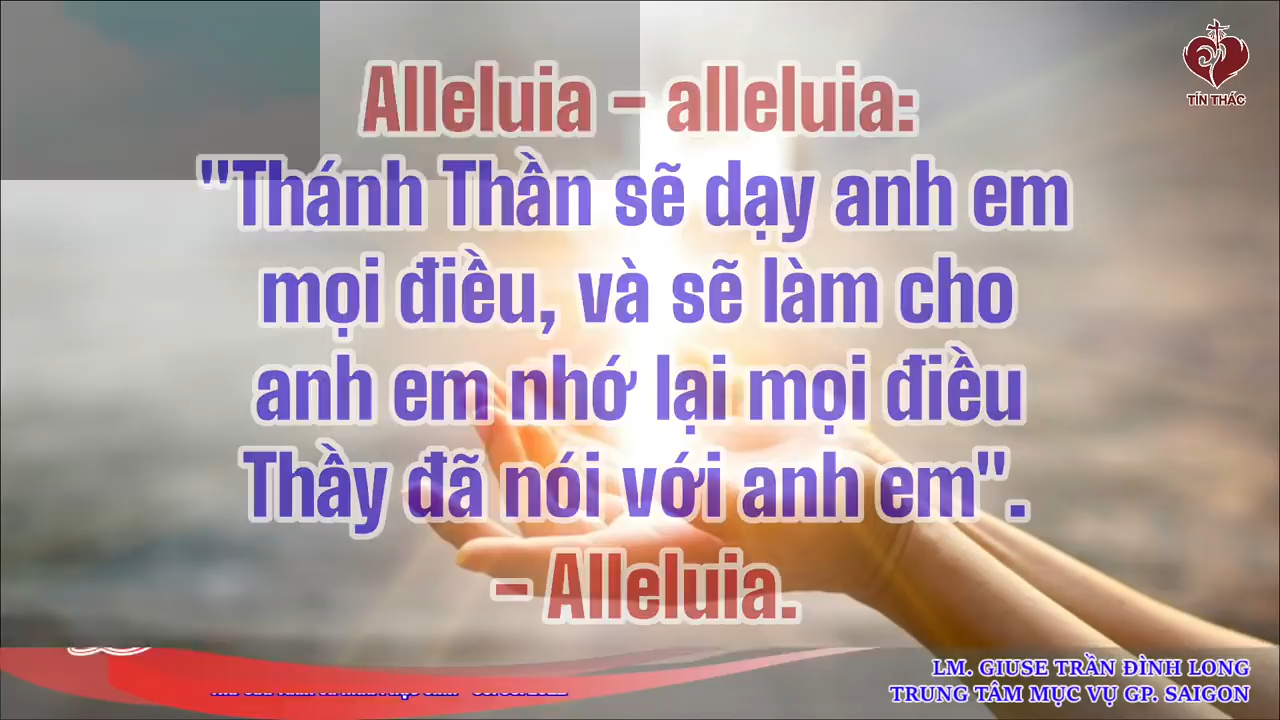 TÍN THÁC
Alleluia – alleluia:
"Thánh Thần sẽ dạy anh em
mọi điều, và sẽ làm cho
anh em nhớ lại mọi điều
Thầy đã nói với anh em".
– Alleluia.
LM. GIUSE TRẦN ĐÌNH LONG
TRUNG TÂM MỤC VỤ GP. SAIGON